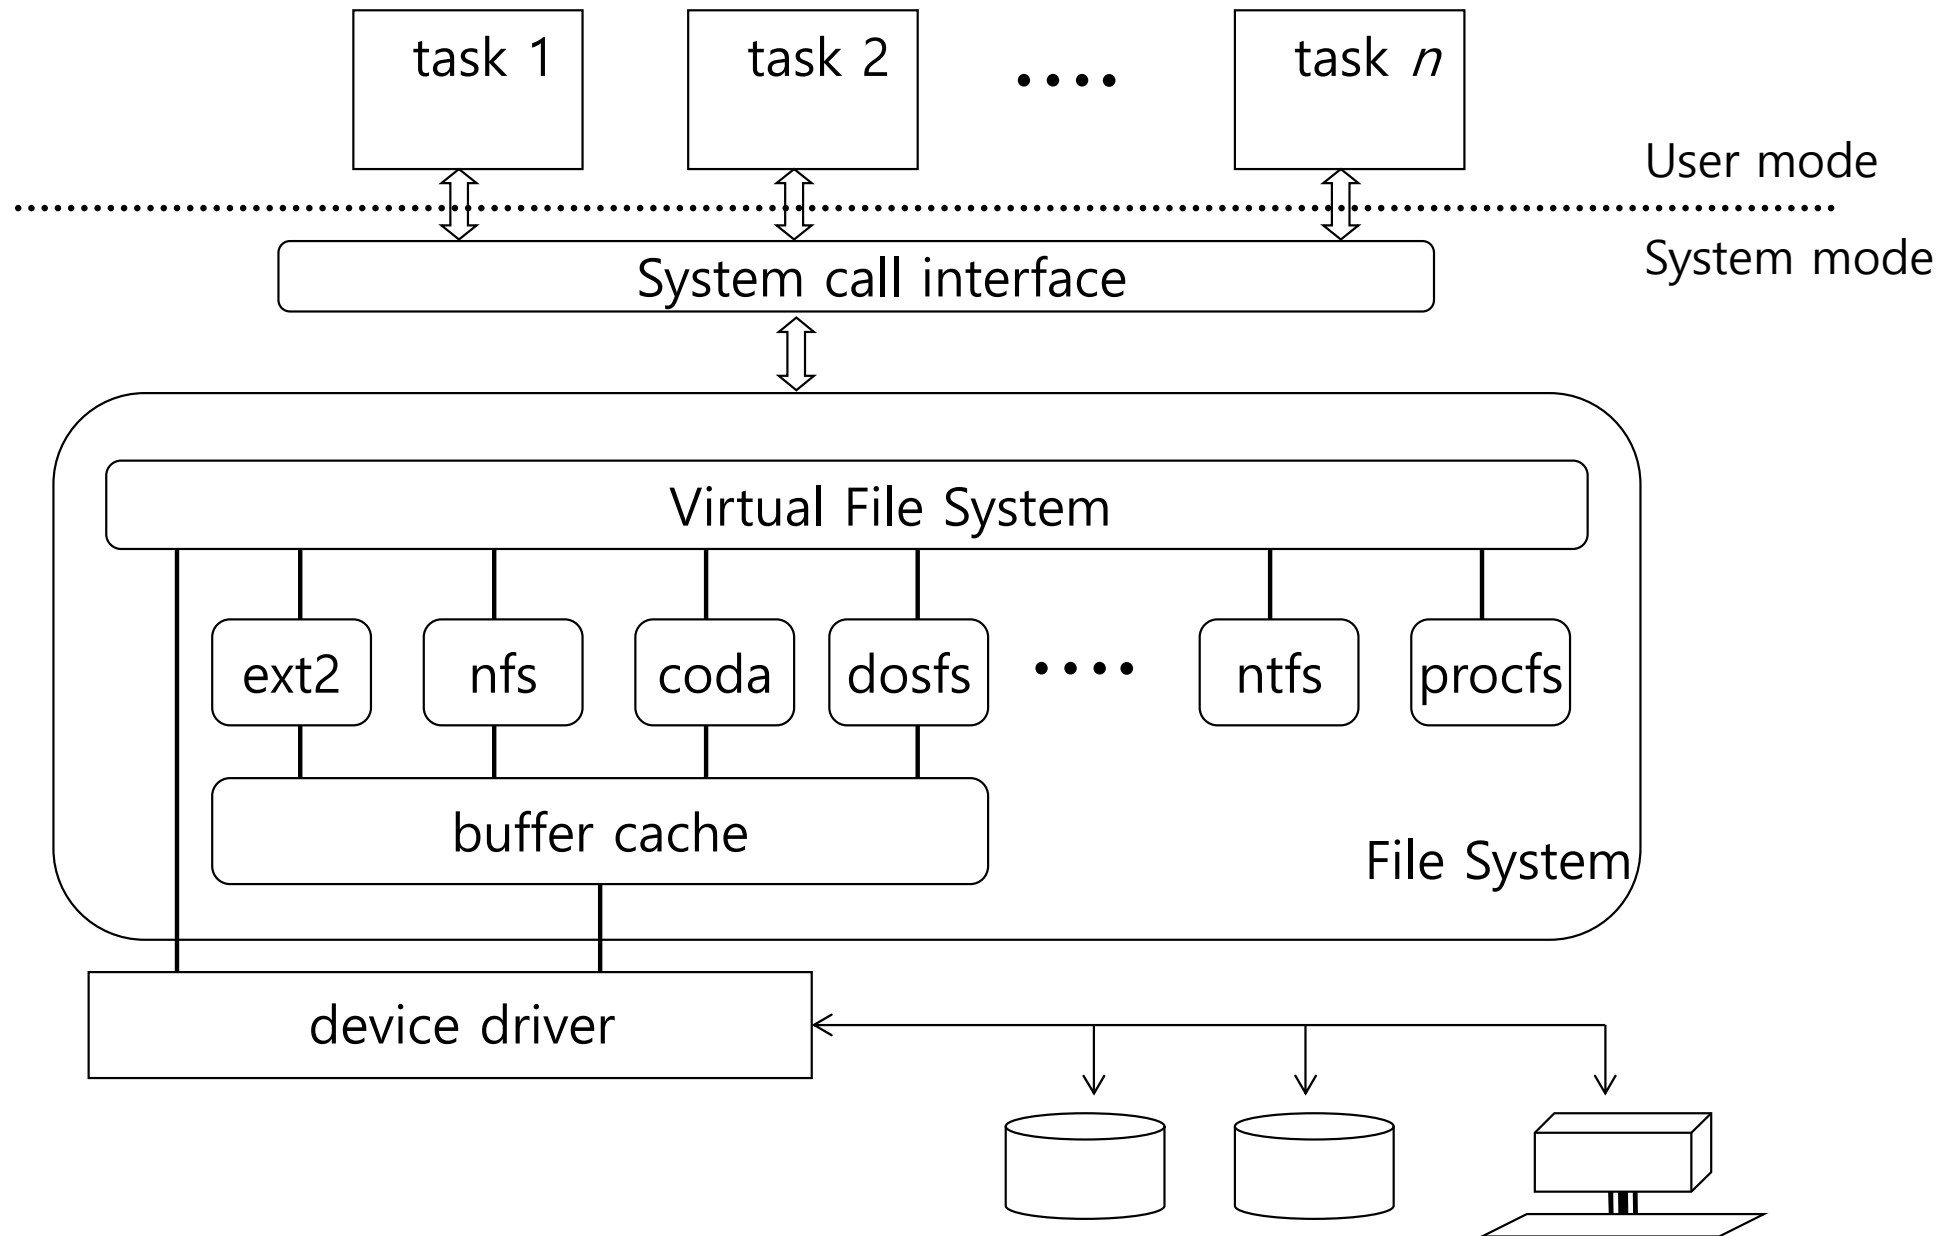 task 1
task 2
....
task n
User mode
System mode
System call interface
Virtual File System
ext2
nfs
coda
dosfs
....
ntfs
procfs
buffer cache
File System
device driver